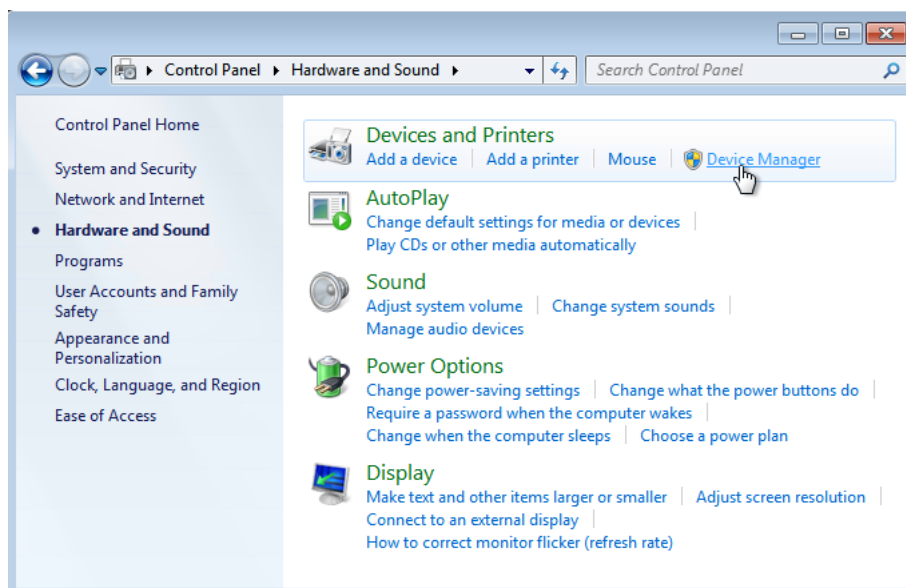 Control Panel Hardware and Sound Search Control Panel
Control Panel Home
System and Security
Network and Internet
Hardware and Sound
Programs
User Accounts and Family
Safety
Appearance and
Personalization
Clock, Language, and Region
Ease of Access
Devices and Printers
Add a device Add a printer Mouse Device Manager
AutoPlay
Change default settings for media or devices
Play CDs or other media automatically
Sound
Adjust system volume Change system sounds
Manage audio devices
Power Options
Change power-saving settings Change what the power buttons do
Require a password when the computer wakes
Change when the computer sleeps Choose a power plan
Display
Make text and other items larger or smaller Adjust screen resolution
Connect to an external display
How to correct monitor flicker (refresh rate)